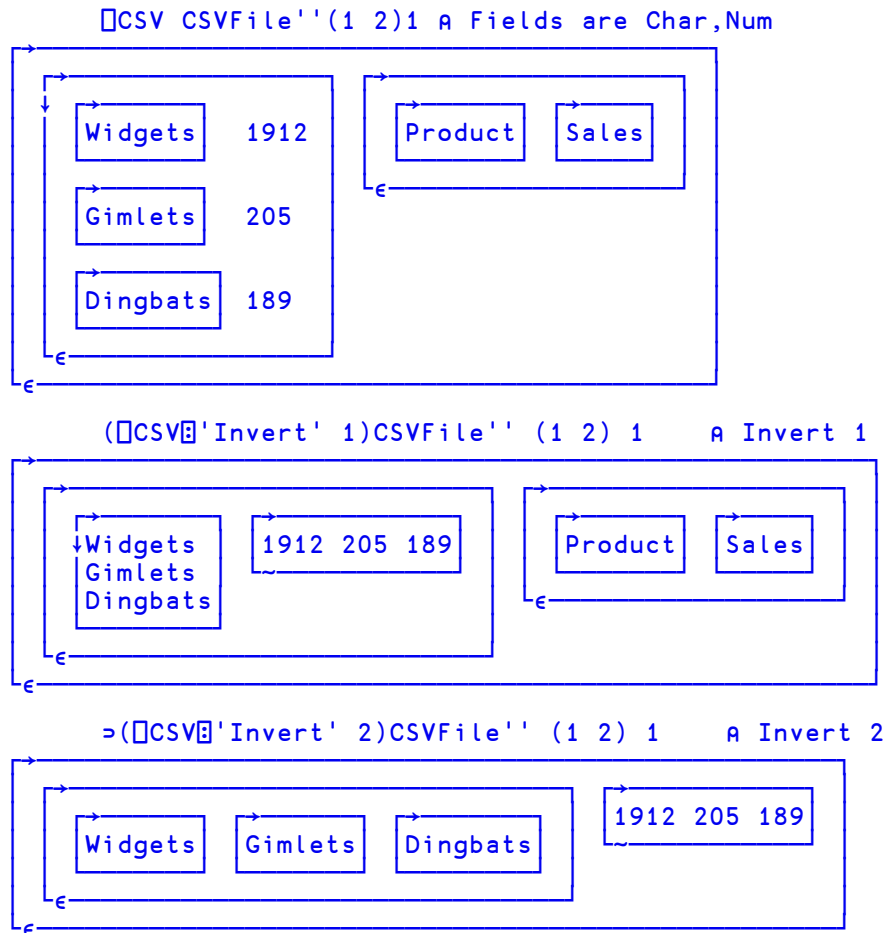 ⎕CSV CSVFile''(1 2)1 ⍝ Fields are Char,Num
┌→────────────────────────────────────────────┐
│ ┌→────────────────┐ ┌→────────────────────┐ │
│ ↓ ┌→──────┐       │ │ ┌→──────┐ ┌→────┐   │ │
│ │ │Widgets│  1912 │ │ │Product│ │Sales│   │ │
│ │ └───────┘       │ │ └───────┘ └─────┘   │ │
│ │ ┌→──────┐       │ └∊────────────────────┘ │
│ │ │Gimlets│  205  │                         │
│ │ └───────┘       │                         │
│ │ ┌→───────┐      │                         │
│ │ │Dingbats│ 189  │                         │
│ │ └────────┘      │                         │
│ └∊────────────────┘                         │
└∊────────────────────────────────────────────┘
(⎕CSV⍠'Invert' 1)CSVFile'' (1 2) 1 ⍝ Invert 1
┌→────────────────────────────────────────────────────┐
│ ┌→──────────────────────────┐ ┌→──────────────────┐ │
│ │ ┌→───────┐ ┌→───────────┐ │ │ ┌→──────┐ ┌→────┐ │ │
│ │ ↓Widgets │ │1912 205 189│ │ │ │Product│ │Sales│ │ │
│ │ │Gimlets │ └~───────────┘ │ │ └───────┘ └─────┘ │ │
│ │ │Dingbats│                │ └∊──────────────────┘ │
│ │ └────────┘                │                       │
│ └∊──────────────────────────┘                       │
└∊────────────────────────────────────────────────────┘
⊃(⎕CSV⍠'Invert' 2)CSVFile'' (1 2) 1 ⍝ Invert 2
┌→──────────────────────────────────────────────────┐
│ ┌→───────────────────────────────┐ ┌→───────────┐ │
│ │ ┌→──────┐ ┌→──────┐ ┌→───────┐ │ │1912 205 189│ │
│ │ │Widgets│ │Gimlets│ │Dingbats│ │ └~───────────┘ │
│ │ └───────┘ └───────┘ └────────┘ │                │
│ └∊───────────────────────────────┘                │
└∊──────────────────────────────────────────────────┘